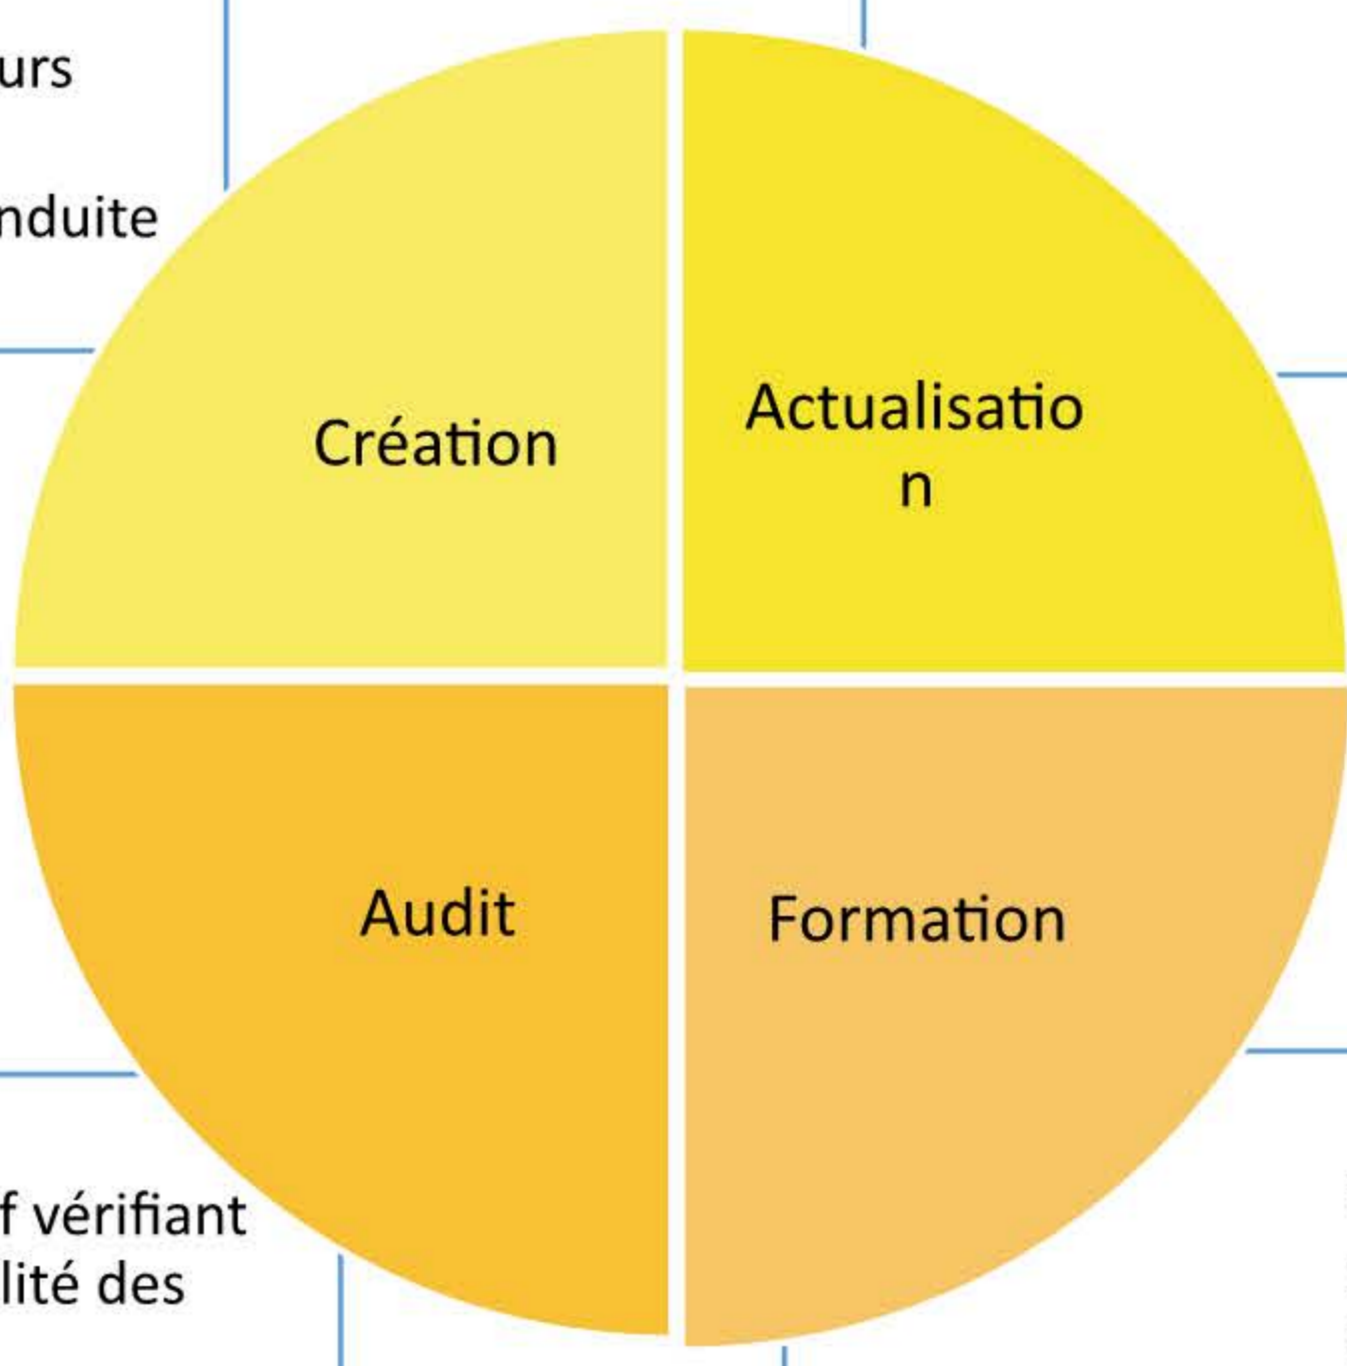 urs
nduite
Création
Actualisatio
n
Audit
Formation
f vérifiant
lité des